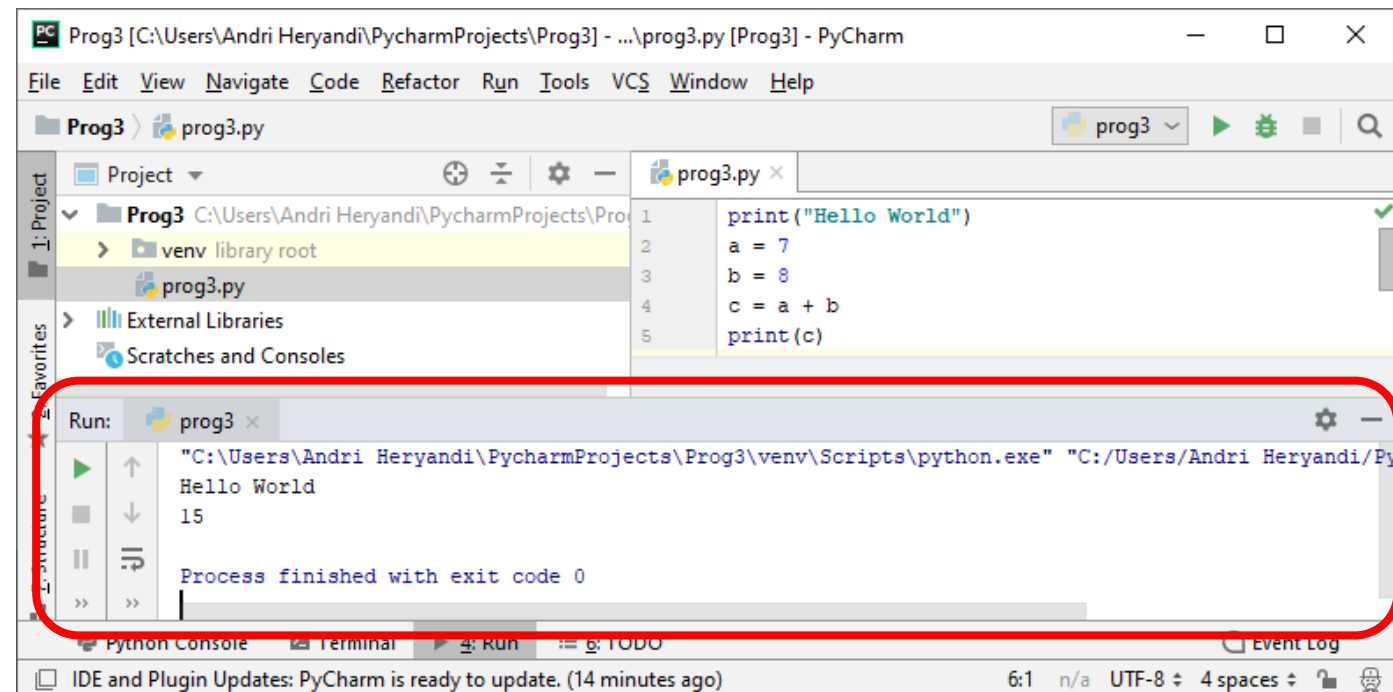 PC Prog3 [C:\Users\Andri Heryandi\PycharmProjects\Prog3] - ...\prog3.py [Prog3] - PyCharm
File Edit View Navigate Code Refactor Run Tools VCS Window Help
Prog3 prog3.py prog3
1: Project
Project
prog3.py
Prog3 C:\Users\Andri Heryandi\PycharmProjects\Pro
venv library root
prog3.py
External Libraries
Scratches and Consoles
1 print("Hello World")
2 a = 7
3 b = 8
4 c = a + b
5 print(c)
Favorites
Run: prog3
"C:\Users\Andri Heryandi\PycharmProjects\Prog3\venv\Scripts\python.exe" "C:/Users/Andri Heryandi/Py
Hello World
15
Process finished with exit code 0
Structure
Python Console Terminal 4: Run 6: TODO Event Log
IDE and Plugin Updates: PyCharm is ready to update. (14 minutes ago) 6:1 n/a UTF-8 4 spaces